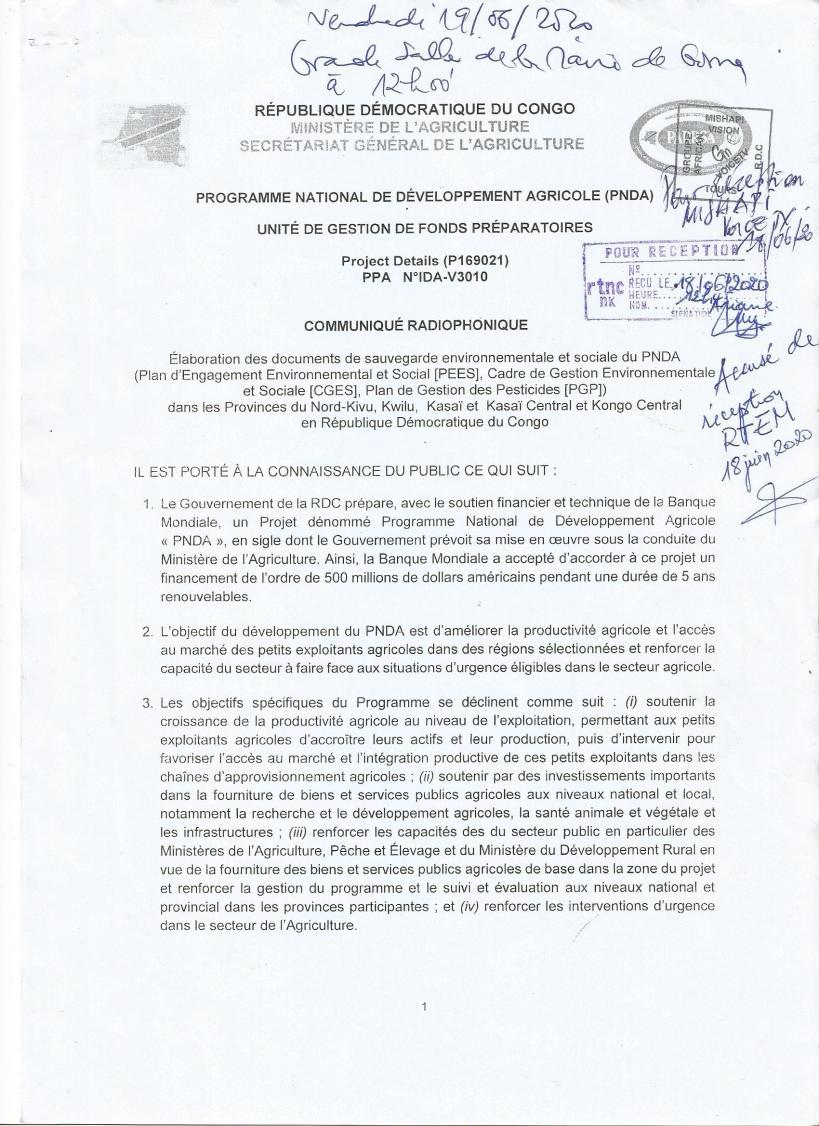 Vendredi 19/06/2020
Grande Salle de la Mairie de Goma
à 12h00'
RÉPUBLIQUE DÉMOCRATIQUE DU CONGO
MINISTÈRE DE L'AGRICULTURE
SECRÉTARIAT GÉNÉRAL DE L'AGRICULTURE
MISHAPI
VISION
GROUPE
AFRICAN
VOICE TV
R.D.C
TOURS
Pour réception
MISHAPI
Voice TV
18/06/20
PROGRAMME NATIONAL DE DÉVELOPPEMENT AGRICOLE (PNDA)
UNITÉ DE GESTION DE FONDS PRÉPARATOIRES
Project Details (P169021)
PPA N°IDA-V3010
POUR RECEPTION
rtnc
nk
N°
RECU LE 18/06/2020
HEURE
NOM. Ariane
SIGNATURE
COMMUNIQUÉ RADIOPHONIQUE
Élaboration des documents de sauvegarde environnementale et sociale du PNDA
(Plan d'Engagement Environnemental et Social [PEES], Cadre de Gestion Environnementale
et Sociale [CGES], Plan de Gestion des Pesticides [PGP])
dans les Provinces du Nord-Kivu, Kwilu, Kasaï et Kasaï Central et Kongo Central
en République Démocratique du Congo
Accusé de
réception
RTEM
18 juin 2020
IL EST PORTÉ À LA CONNAISSANCE DU PUBLIC CE QUI SUIT :
1. Le Gouvernement de la RDC prépare, avec le soutien financier et technique de la Banque
Mondiale, un Projet dénommé Programme National de Développement Agricole
« PNDA », en sigle dont le Gouvernement prévoit sa mise en œuvre sous la conduite du
Ministère de l'Agriculture. Ainsi, la Banque Mondiale a accepté d'accorder à ce projet un
financement de l'ordre de 500 millions de dollars américains pendant une durée de 5 ans
renouvelables.
2. L'objectif du développement du PNDA est d'améliorer la productivité agricole et l'accès
au marché des petits exploitants agricoles dans des régions sélectionnées et renforcer la
capacité du secteur à faire face aux situations d'urgence éligibles dans le secteur agricole.
3. Les objectifs spécifiques du Programme se déclinent comme suit : (i) soutenir la
croissance de la productivité agricole au niveau de l'exploitation, permettant aux petits
exploitants agricoles d'accroître leurs actifs et leur production, puis d'intervenir pour
favoriser l'accès au marché et l'intégration productive de ces petits exploitants dans les
chaînes d'approvisionnement agricoles ; (ii) soutenir par des investissements importants
dans la fourniture de biens et services publics agricoles aux niveaux national et local,
notamment la recherche et le développement agricoles, la santé animale et végétale et
les infrastructures ; (iii) renforcer les capacités des du secteur public en particulier des
Ministères de l'Agriculture, Pêche et Élevage et du Ministère du Développement Rural en
vue de la fourniture des biens et services publics agricoles de base dans la zone du projet
et renforcer la gestion du programme et le suivi et évaluation aux niveaux national et
provincial dans les provinces participantes ; et (iv) renforcer les interventions d'urgence
dans le secteur de l'Agriculture.
1